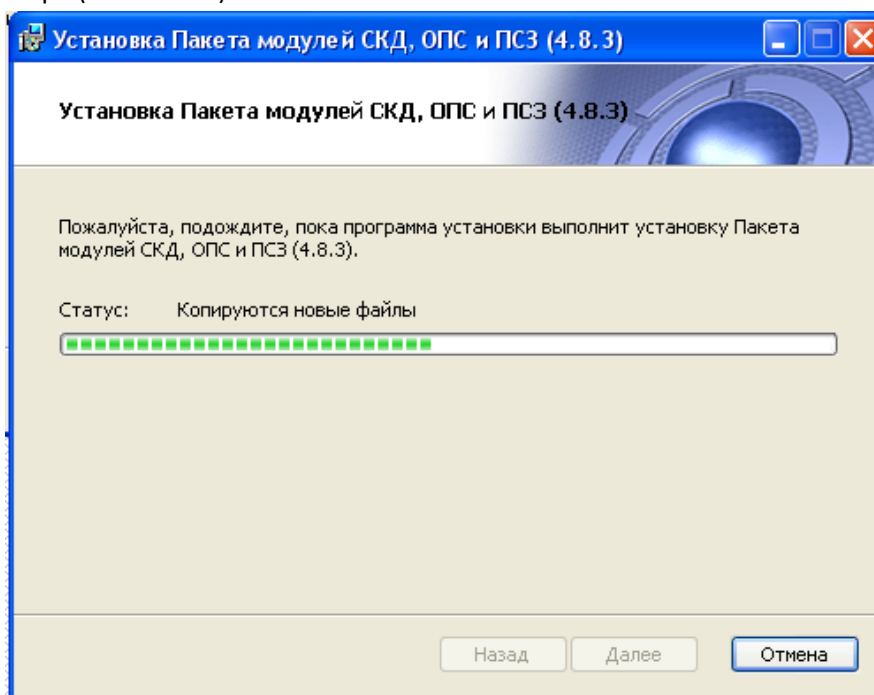 Установка Пакета модулей СКД, ОПС и ПСЗ (4.8.3)
Установка Пакета модулей СКД, ОПС и ПСЗ (4.8.3)
Пожалуйста, подождите, пока программа установки выполнит установку Пакета
модулей СКД, ОПС и ПСЗ (4.8.3).
Статус: Копируются новые файлы
Назад Далее Отмена